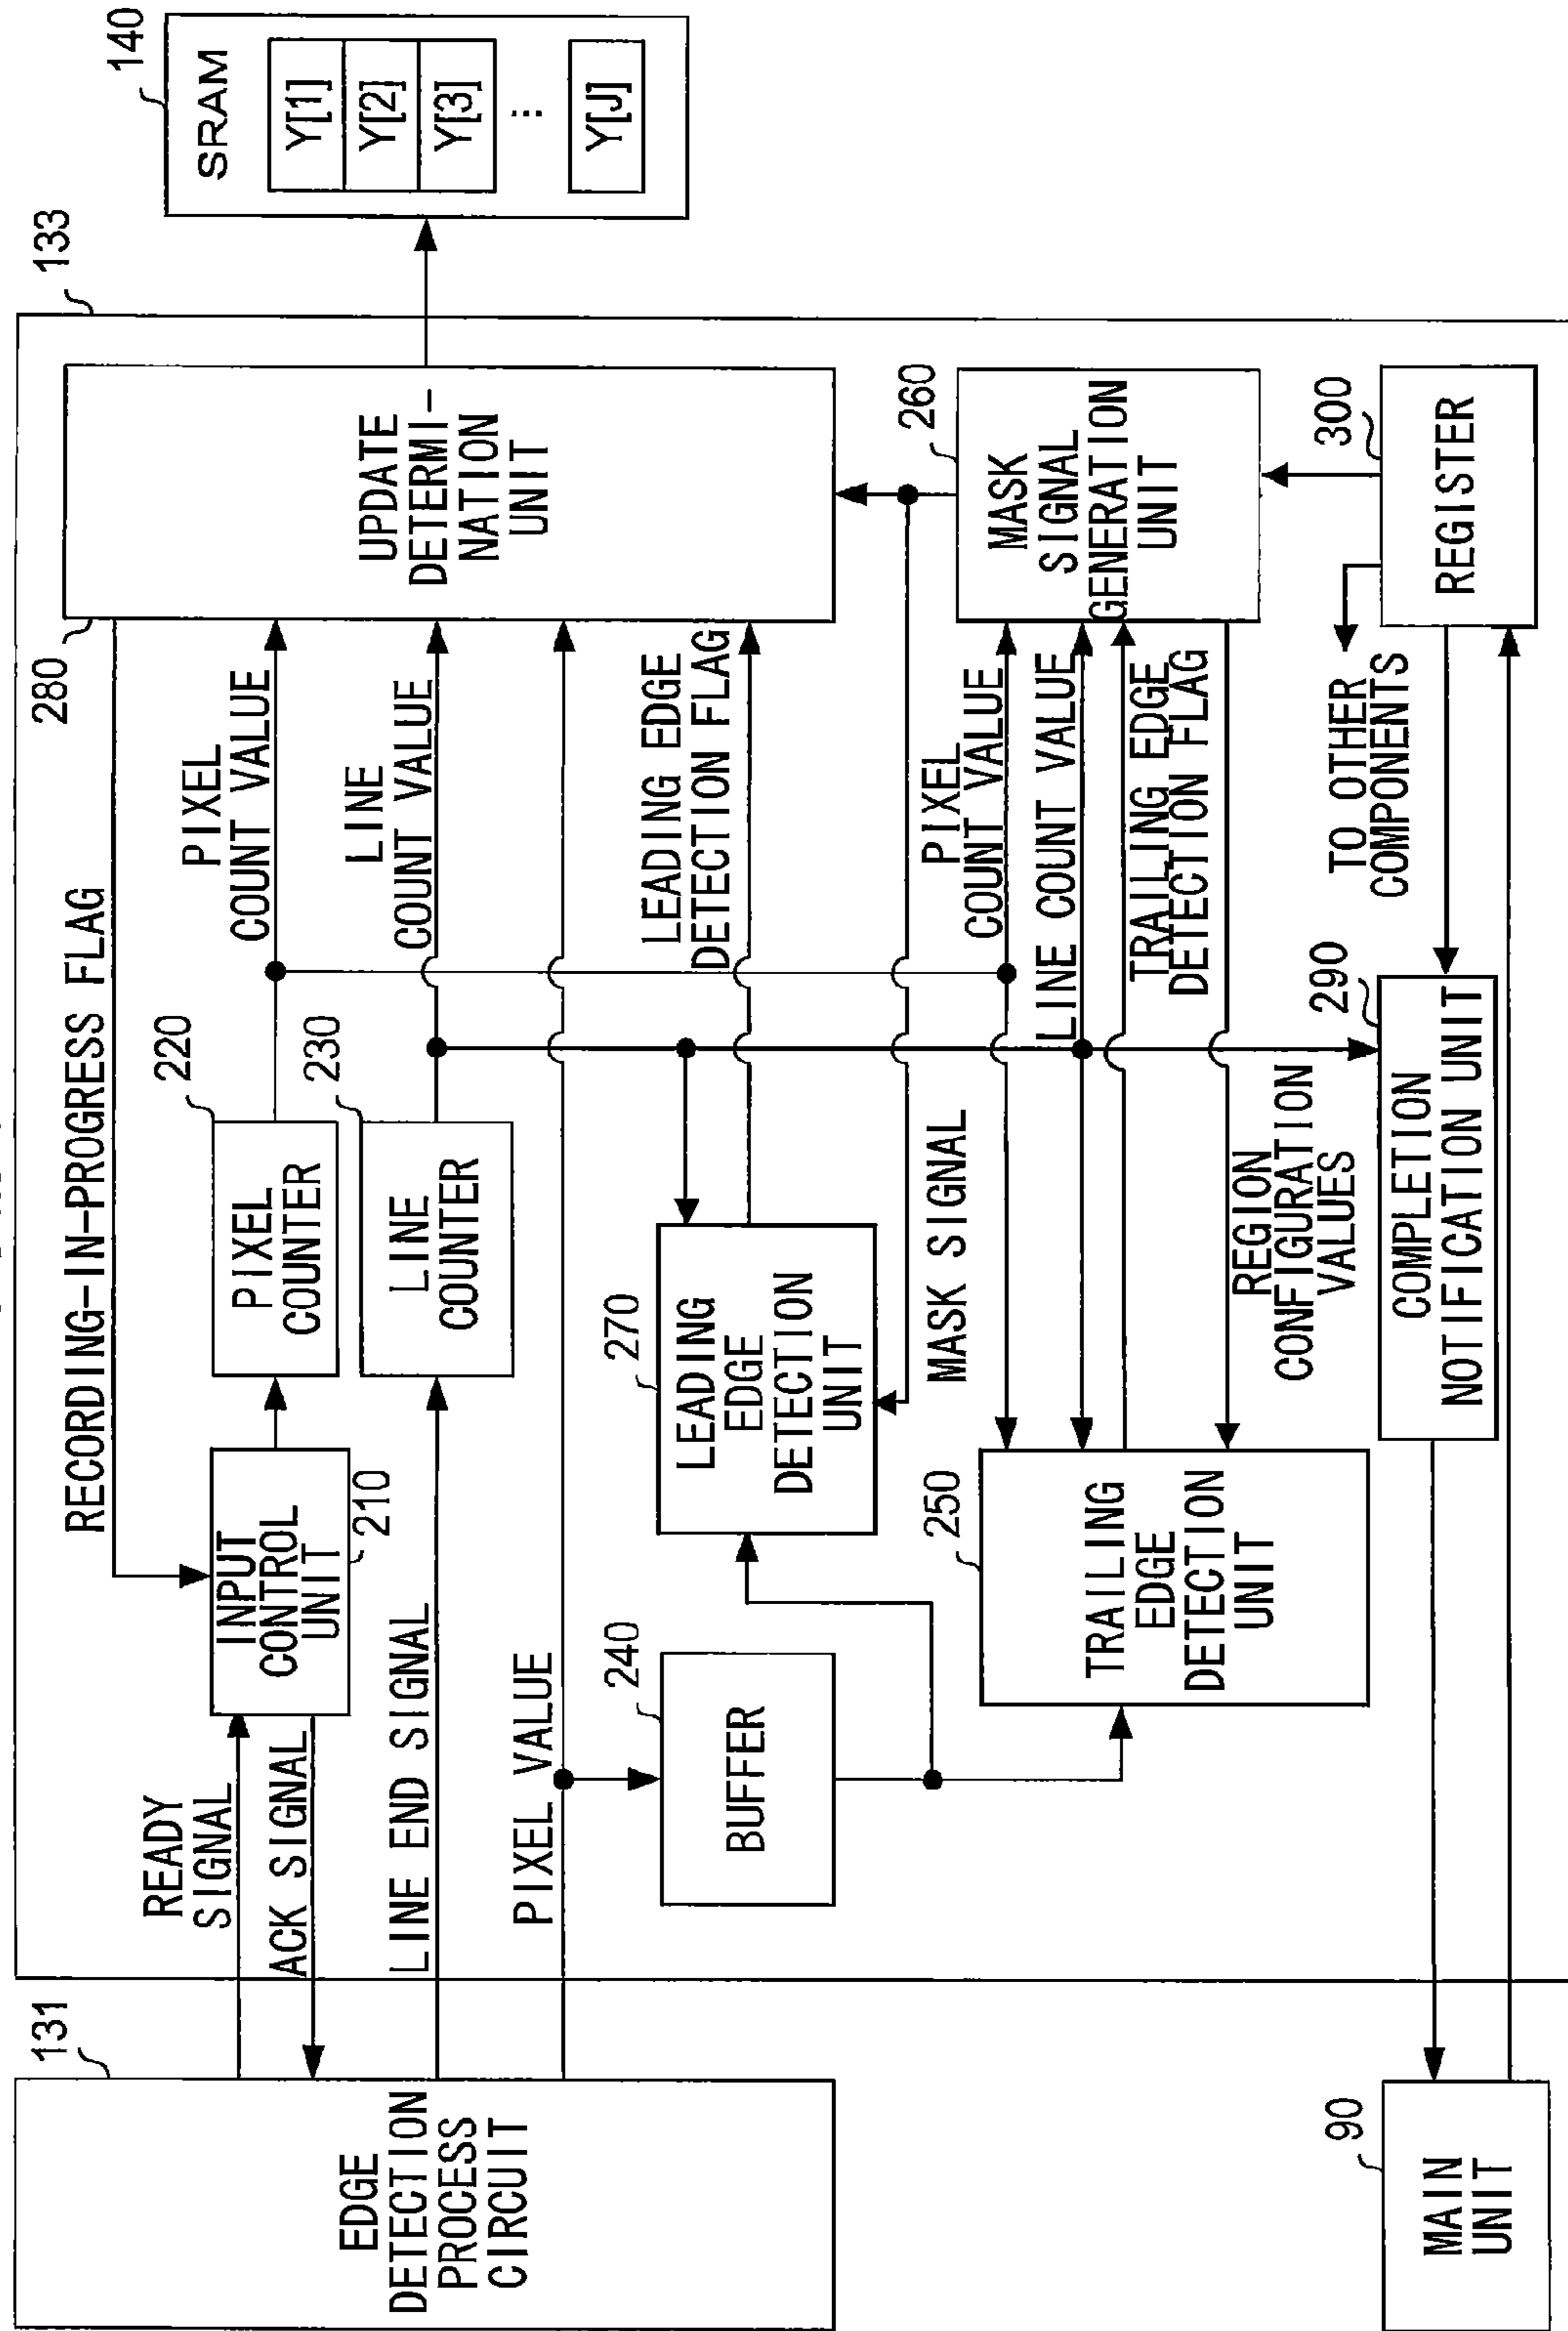 131
EDGE
DETECTION
PROCESS
CIRCUIT
READY
SIGNAL
ACK SIGNAL
LINE END SIGNAL
PIXEL VALUE
RECORDING-IN-PROGRESS FLAG
INPUT
CONTROL
UNIT
210
220
PIXEL
COUNTER
230
LINE
COUNTER
PIXEL
COUNT VALUE
LINE
COUNT VALUE
280
UPDATE
DETERMI-
NATION
UNIT
133
140
SRAM
Y[1]
Y[2]
Y[3]
Y[J]
240
BUFFER
270
LEADING
EDGE
DETECTION
UNIT
LEADING EDGE
DETECTION FLAG
250
TRAILING
EDGE
DETECTION
UNIT
MASK SIGNAL
PIXEL
COUNT VALUE
LINE COUNT VALUE
TRAILING EDGE
DETECTION FLAG
REGION
CONFIGURATION
VALUES
260
MASK
SIGNAL
GENERATION
UNIT
290
COMPLETION
NOTIFICATION UNIT
TO OTHER
COMPONENTS
300
REGISTER
90
MAIN
UNIT